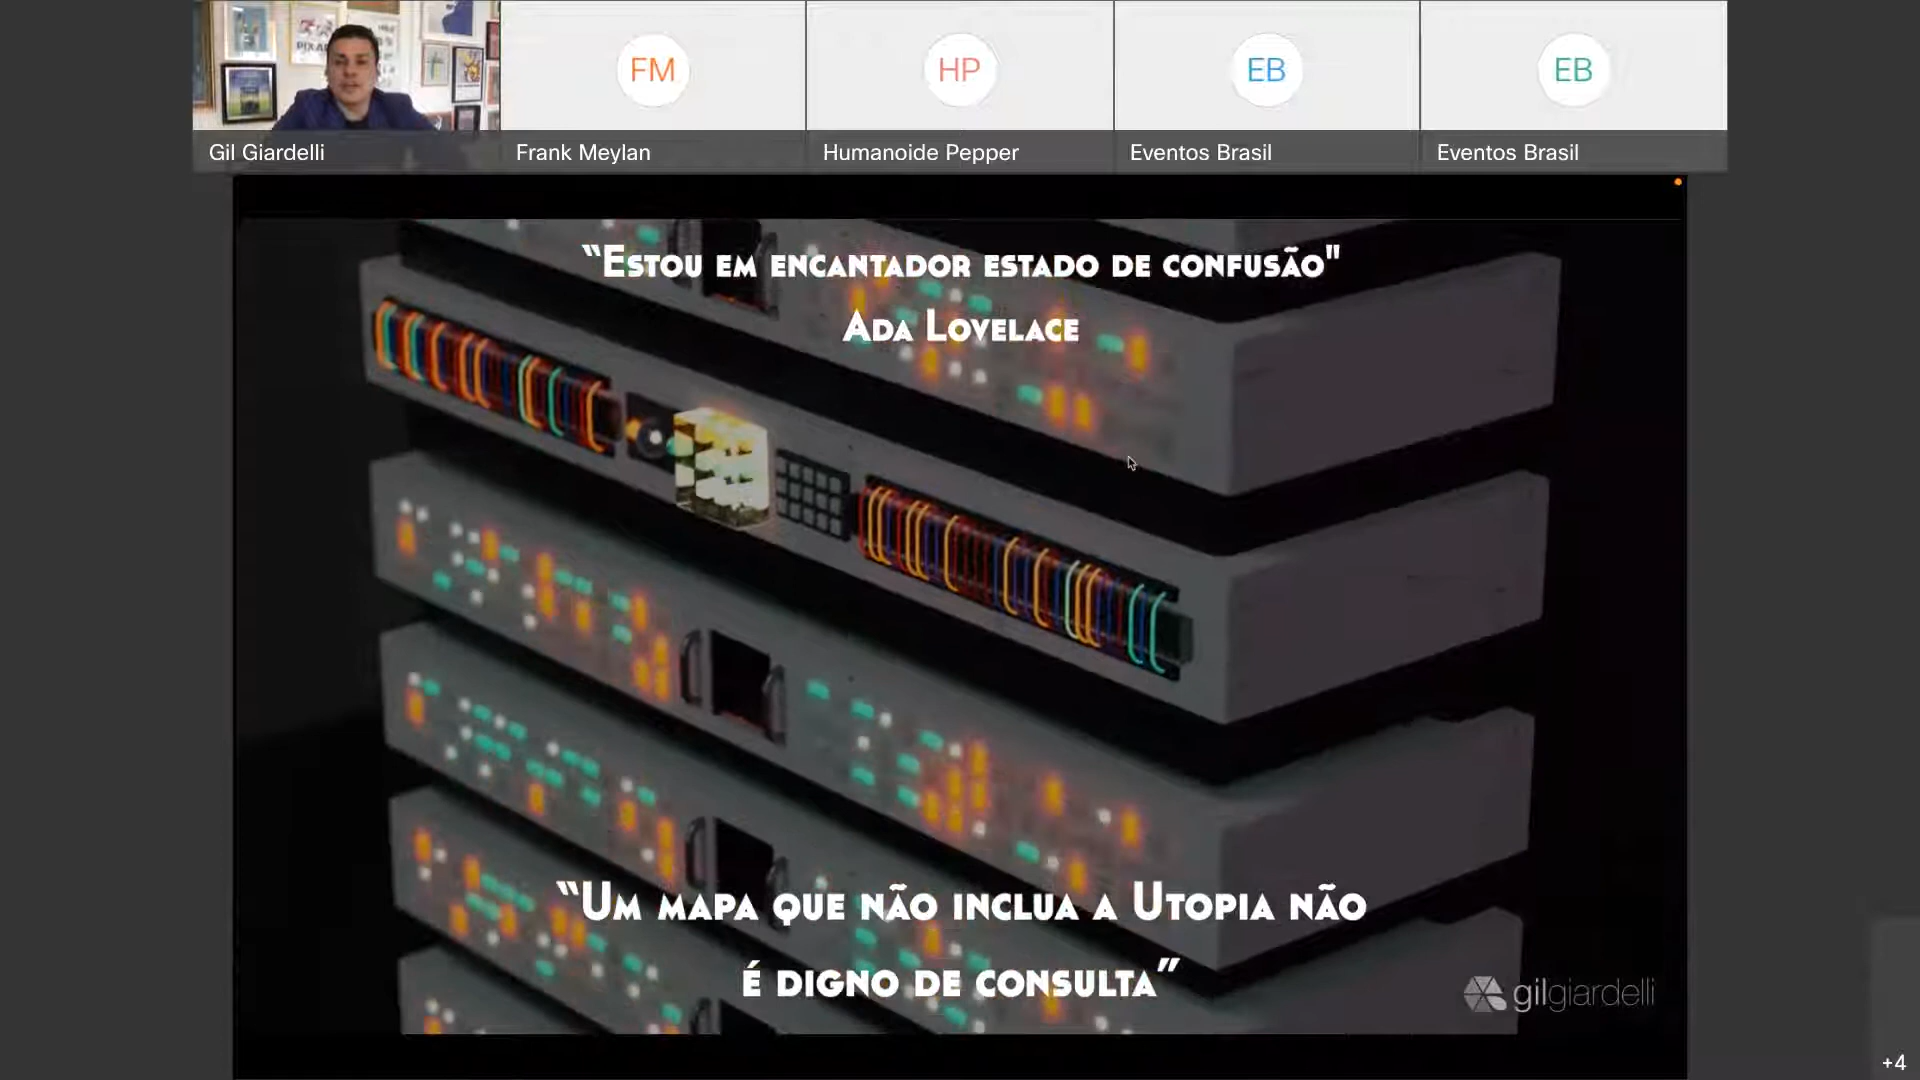 PIXAR
FM
HP
EB
EB
Gil Giardelli
Frank Meylan
Humanoide Pepper
Eventos Brasil
Eventos Brasil
“Estou em encantador estado de confusão"
Ada Lovelace
“Um mapa que não inclua a Utopia não
é digno de consulta”
gilgiardelli
+4